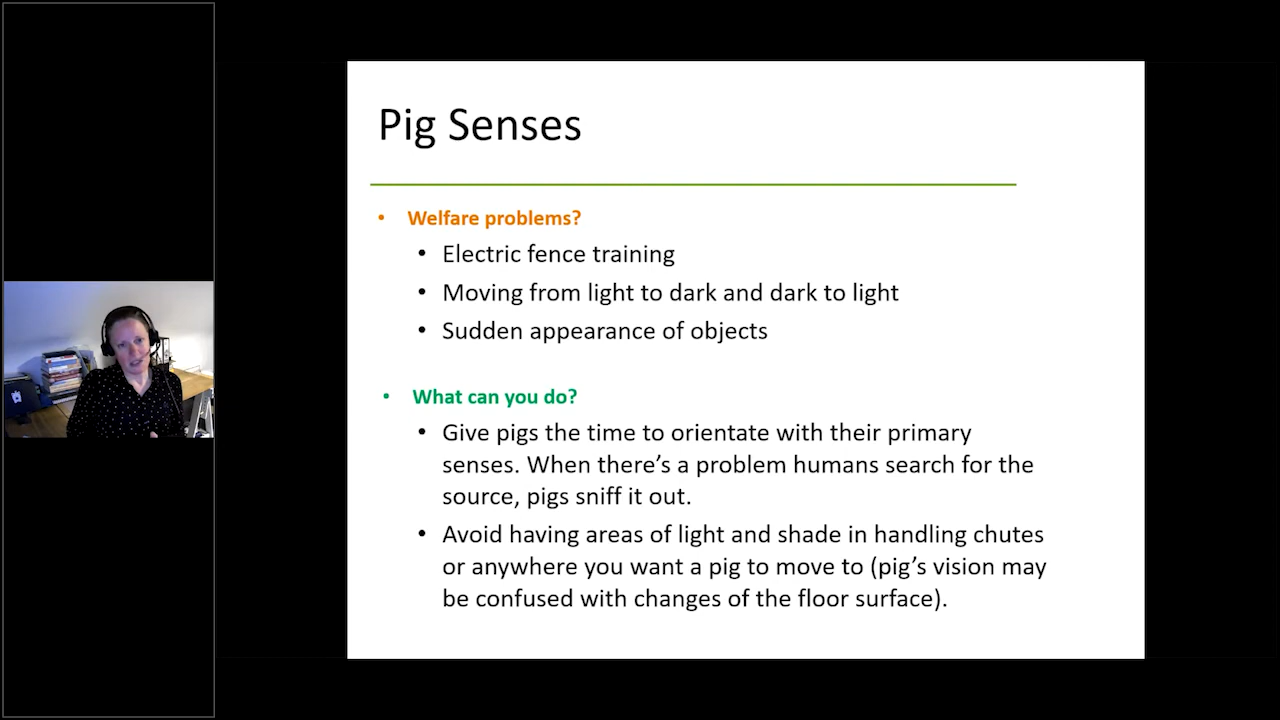 Pig Senses
• Welfare problems?
• Electric fence training
• Moving from light to dark and dark to light
• Sudden appearance of objects
• What can you do?
• Give pigs the time to orientate with their primary
senses. When there's a problem humans search for the
source, pigs sniff it out.
• Avoid having areas of light and shade in handling chutes
or anywhere you want a pig to move to (pig's vision may
be confused with changes of the floor surface).